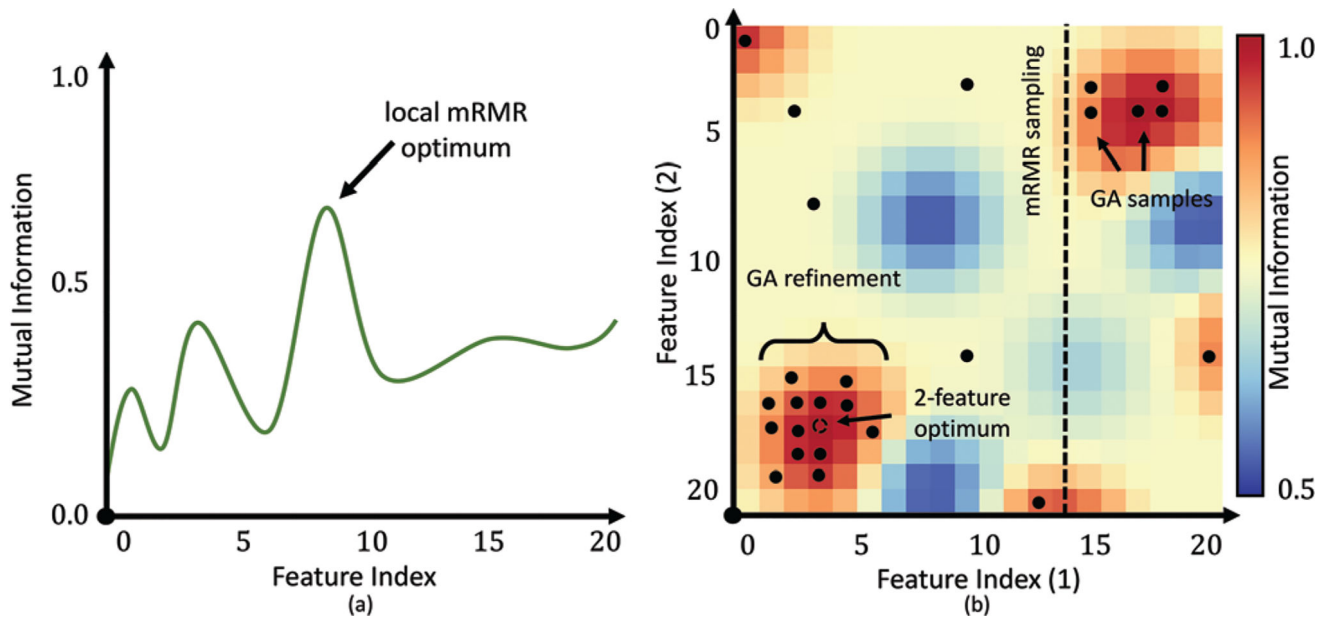 1.0
0.5
0.0
Mutual Information
local mRMR
optimum
0 5 10 15 20
Feature Index
(a)
0
5
10
15
20
Feature Index (2)
mRMR sampling
GA samples
GA refinement
2-feature
optimum
0 5 10 15 20
Feature Index (1)
(b)
1.0
Mutual Information
0.5